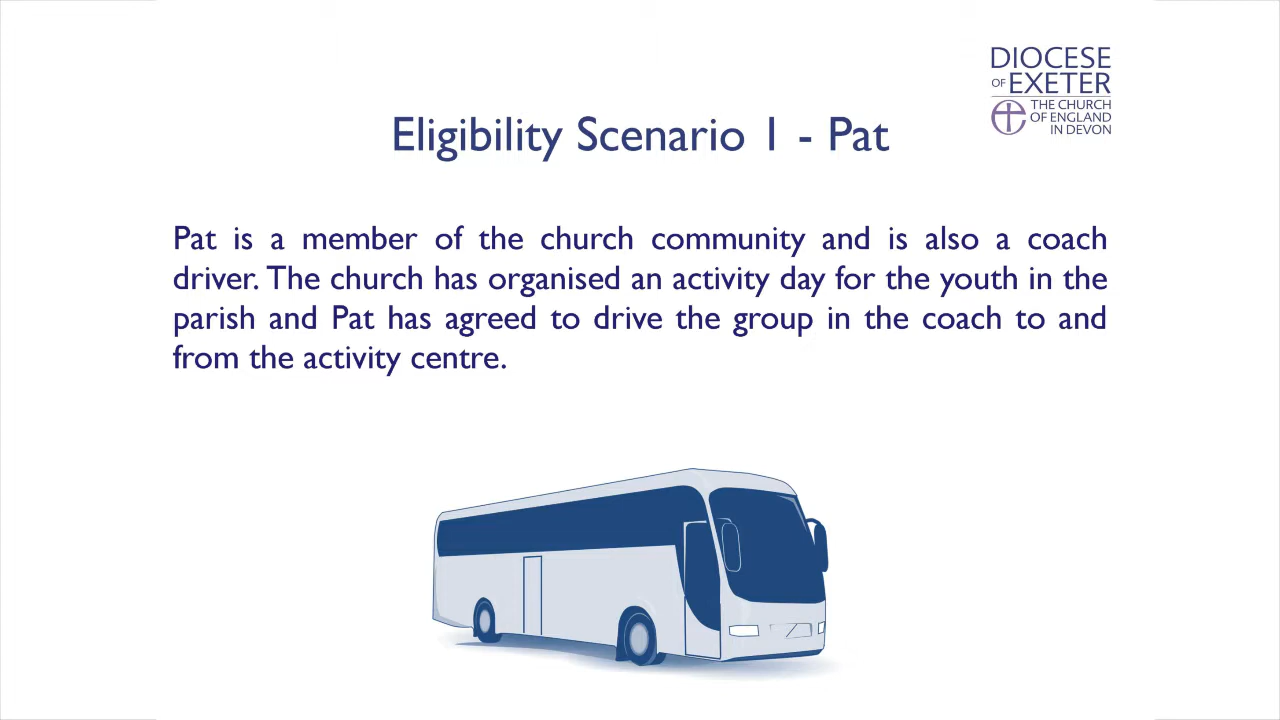 DIOCESE
OF EXETER
THE CHURCH
OF ENGLAND
IN DEVON
Eligibility Scenario 1 - Pat
Pat is a member of the church community and is also a coach
driver. The church has organised an activity day for the youth in the
parish and Pat has agreed to drive the group in the coach to and
from the activity centre.